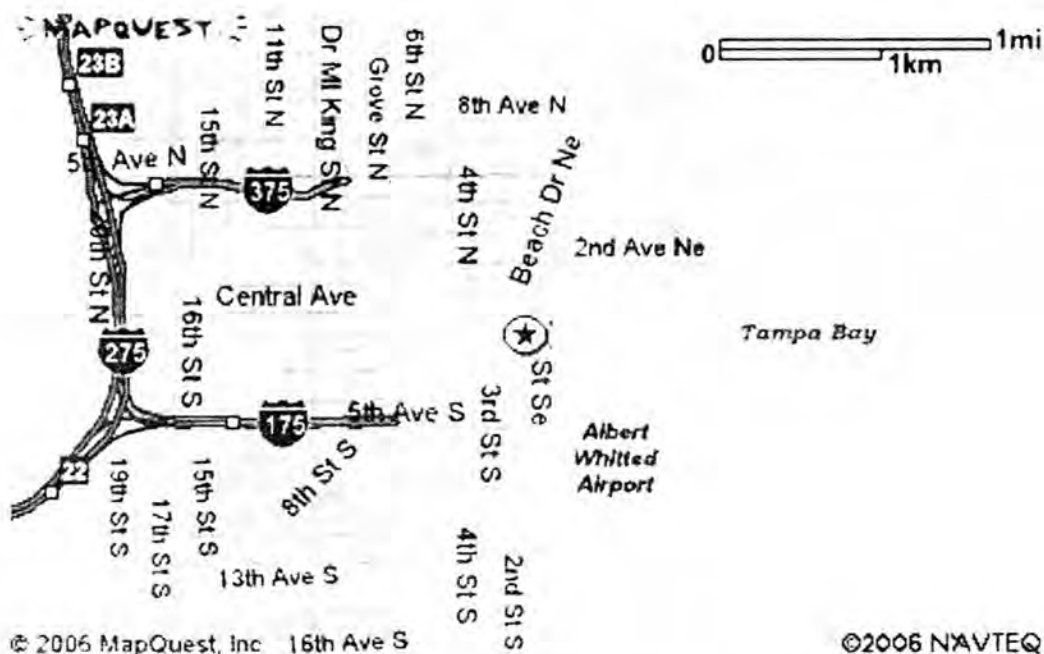 MAPQUEST
0
1mi
1km
23B
23A
5th Ave N
15th St N
11th St N
Dr Ml King St N
Grove St N
6th St N
8th Ave N
375
4th St N
Beach Dr Ne
2nd Ave Ne
20th St N
Central Ave
Tampa Bay
275
16th St S
St Se
175
5th Ave S
3rd St S
Albert
Whitted
Airport
22
19th St S
17th St S
15th St S
8th St S
13th Ave S
4th St S
2nd St S
© 2006 MapQuest, Inc
16th Ave S
©2006 NAVTEQ